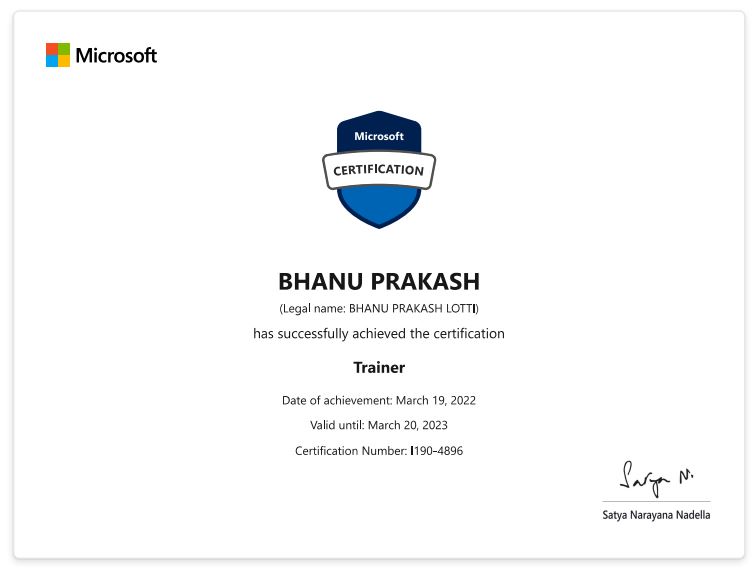 Microsoft
Microsoft
CERTIFICATION
BHANU PRAKASH
(Legal name: BHANU PRAKASH LOTTI)
has successfully achieved the certification
Trainer
Date of achievement: March 19, 2022
Valid until: March 20, 2023
Certification Number: I190-4896
Satya N.
Satya Narayana Nadella